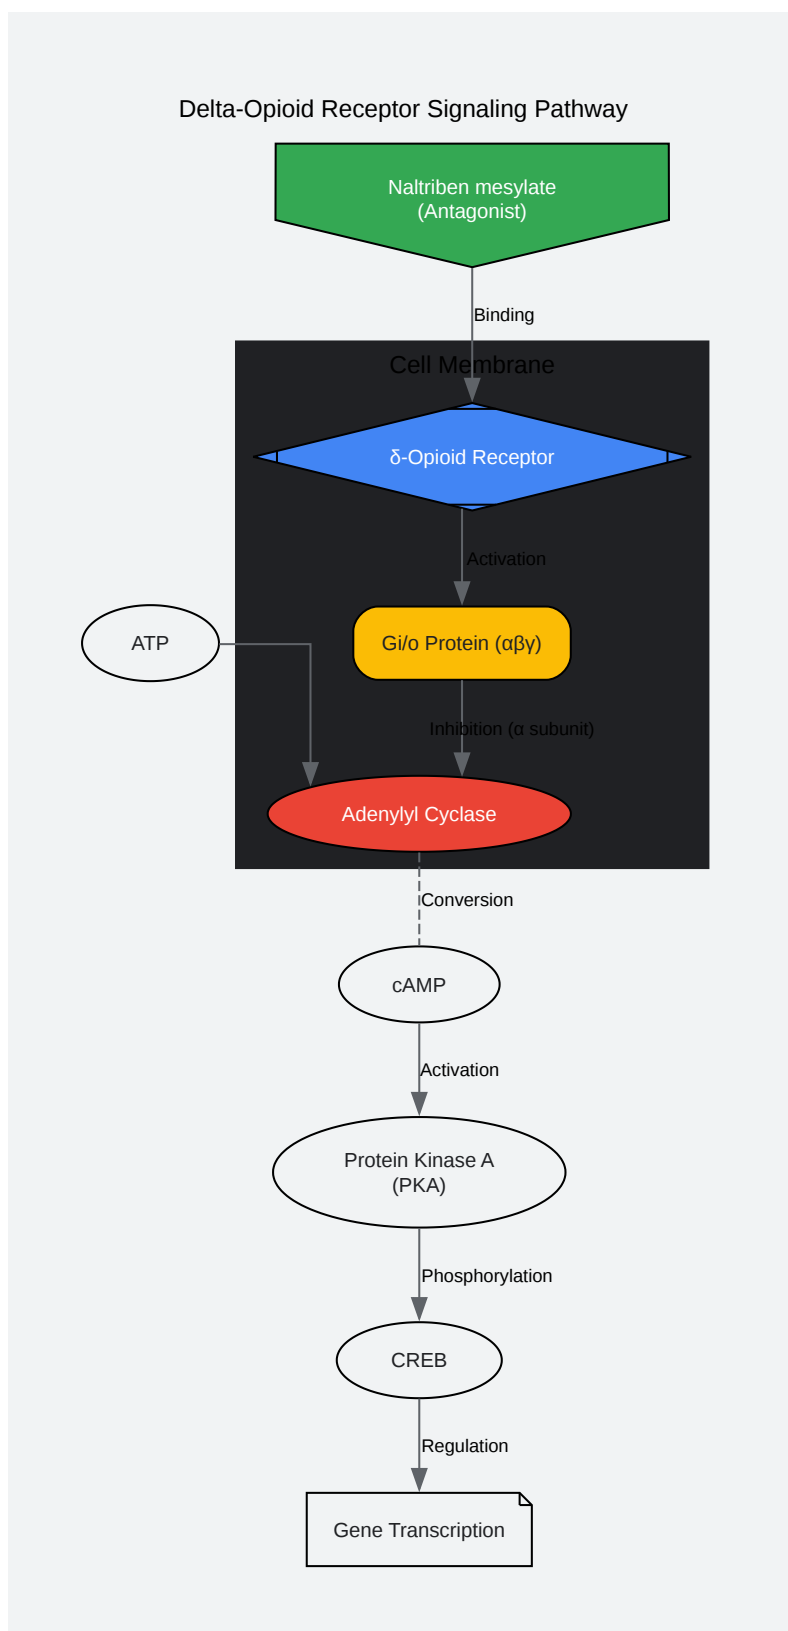 Delta-Opioid Receptor Signaling Pathway
Naltriben mesylate
(Antagonist)
Binding
Cell Membrane
δ-Opioid Receptor
Activation
ATP
Gi/o Protein (αβγ)
Inhibition (α subunit)
Adenylyl Cyclase
Conversion
cAMP
Activation
Protein Kinase A
(PKA)
Phosphorylation
CREB
Regulation
Gene Transcription